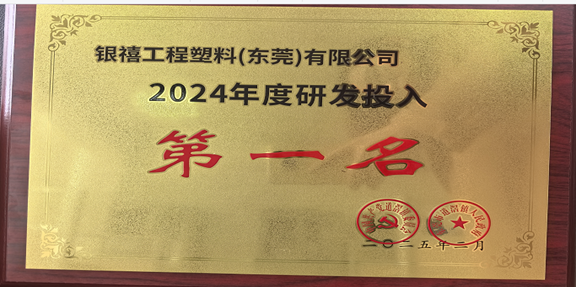 银禧工程塑料(东莞)有限公司
2024年度研发投入
第一名
二〇二五年二月